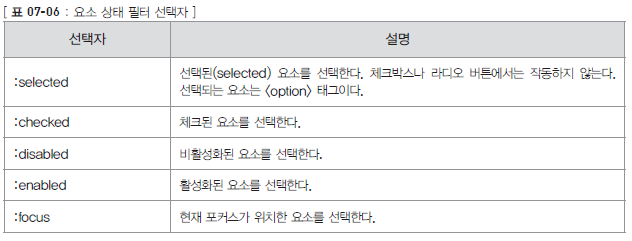 [ 표 07-06 : 요소 상태 필터 선택자 ]
선택자 설명
:selected 선택된(selected) 요소를 선택한다. 체크박스나 라디오 버튼에서는 작동하지 않는다.
선택되는 요소는 <option> 태그이다.
:checked 체크된 요소를 선택한다.
:disabled 비활성화된 요소를 선택한다.
:enabled 활성화된 요소를 선택한다.
:focus 현재 포커스가 위치한 요소를 선택한다.